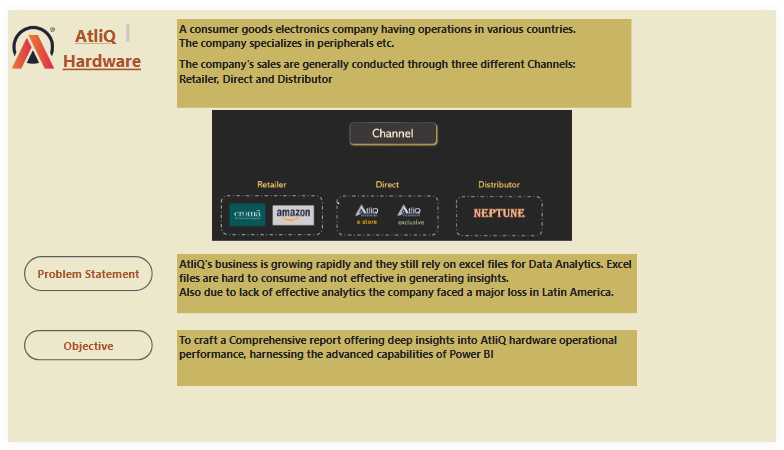 AtliQ
Hardware
A consumer goods electronics company having operations in various countries.
The company specializes in peripherals etc.
The company's sales are generally conducted through three different Channels:
Retailer, Direct and Distributor
Channel
Retailer
Direct
Distributor
cromā
amazon
AtliQ
e store
AtliQ
exclusive
NEPTUNE
Problem Statement
AtliQ's business is growing rapidly and they still rely on excel files for Data Analytics. Excel
files are hard to consume and not effective in generating insights.
Also due to lack of effective analytics the company faced a major loss in Latin America.
Objective
To craft a Comprehensive report offering deep insights into AtliQ hardware operational
performance, harnessing the advanced capabilities of Power BI